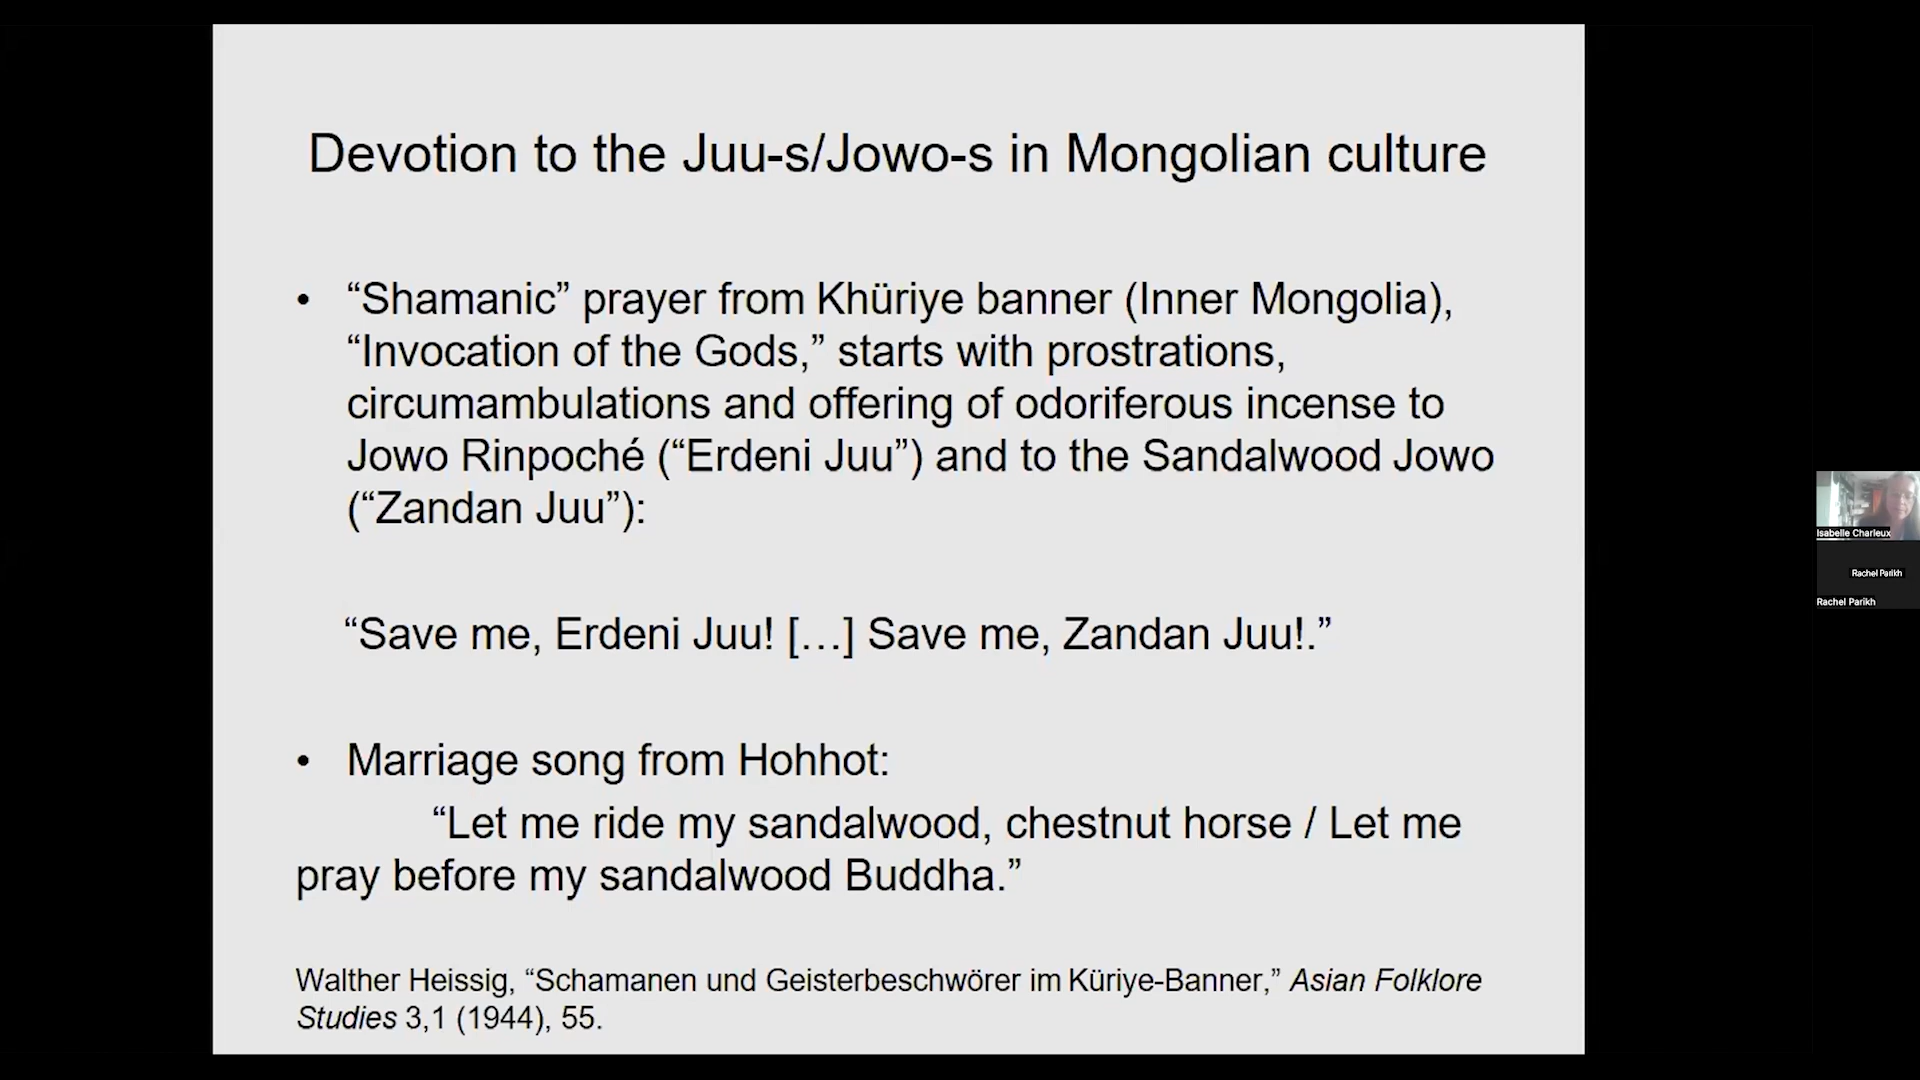 Devotion to the Juu-s/Jowo-s in Mongolian culture
• “Shamanic” prayer from Khüriye banner (Inner Mongolia),
“Invocation of the Gods,” starts with prostrations,
circumambulations and offering of odoriferous incense to
Jowo Rinpoché (“Erdeni Juu”) and to the Sandalwood Jowo
(“Zandan Juu”):
“Save me, Erdeni Juu! […] Save me, Zandan Juu!.”
• Marriage song from Hohhot:
“Let me ride my sandalwood, chestnut horse / Let me
pray before my sandalwood Buddha.”
Walther Heissig, “Schamanen und Geisterbeschwörer im Küriye-Banner,” Asian Folklore
Studies 3,1 (1944), 55.
Isabelle Charleux
Rachel Parikh
Rachel Parikh